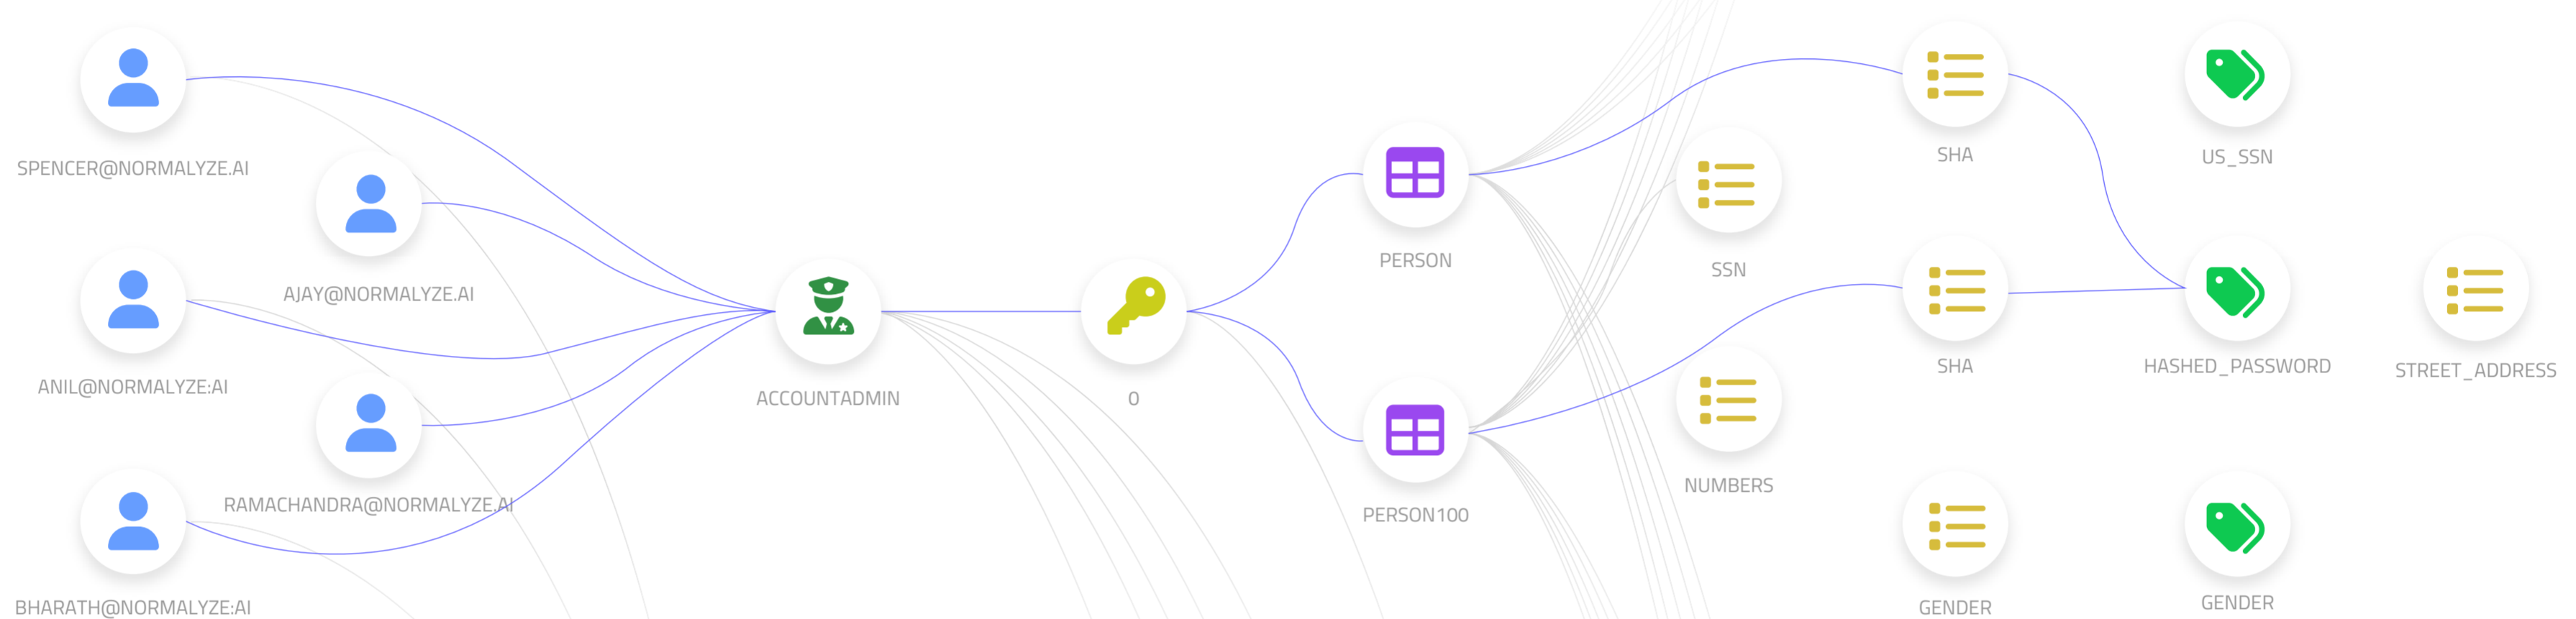 SPENCER@NORMALYZE.AI
AJAY@NORMALYZE.AI
ANIL@NORMALYZE:AI
RAMACHANDRA@NORMALYZE.AI
BHARATH@NORMALYZE:AI
ACCOUNTADMIN
0
PERSON
PERSON100
SSN
NUMBERS
SHA
SHA
GENDER
US_SSN
HASHED_PASSWORD
GENDER
STREET_ADDRESS